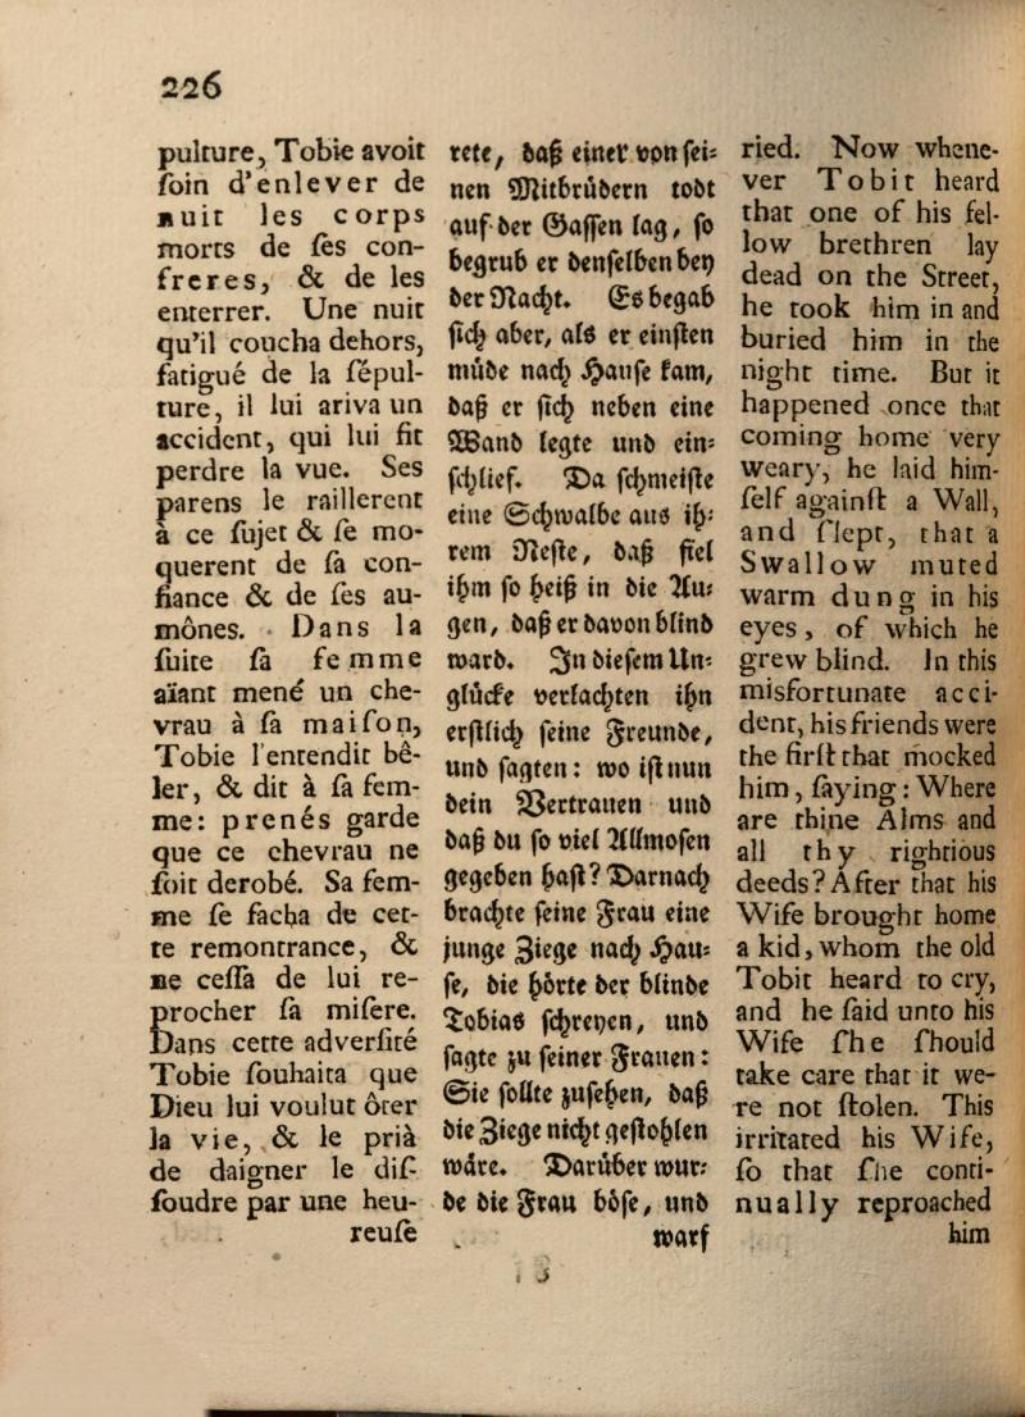 226
pulture, Tobie avoit
ſoin d'enlever de
nuit les corps
morts de ſes con-
freres, & de les
enterrer. Une nuit
qu'il coucha dehors,
fatigué de la ſépul-
ture, il lui ariva un
accident, qui lui fit
perdre la vue. Ses
parens le raillerent
à ce ſujet & ſe mo-
querent de ſa con-
fiance & de ſes au-
mônes. Dans la
ſuite ſa femme
aïant mené un che-
vrau à ſa maiſon,
Tobie l'entendit bê-
ler, & dit à ſa fem-
me: prenés garde
que ce chevrau ne
ſoit derobé. Sa fem-
me ſe facha de cet-
te remontrance, &
ne ceſſa de lui re-
procher ſa miſere.
Dans cette adverſité
Tobie ſouhaita que
Dieu lui voulut ôter
la vie, & le prià
de daigner le diſ-
ſoudre par une heu-
reuſe
rete, daß einer von ſei-
nen Mitbrüdern todt
auf der Gaſſen lag, ſo
begrub er denſelben bey
der Nacht. Es begab
ſich aber, als er einſten
müde nach Hauſe kam,
daß er ſich neben eine
Wand legte und ein-
ſchlief. Da ſchmeiſte
eine Schwalbe aus ih-
rem Neſte, daß fiel
ihm ſo heiß in die Au-
gen, daß er davon blind
ward. In dieſem Un-
glücke verlachten ihn
erſtlich ſeine Freunde,
und ſagten: wo iſt nun
dein Vertrauen und
daß du ſo viel Allmoſen
gegeben haſt? Darnach
brachte ſeine Frau eine
junge Ziege nach Hau-
ſe, die hörte der blinde
Tobias ſchreyen, und
ſagte zu ſeiner Frauen:
Sie ſollte zuſehen, daß
die Ziege nicht geſtohlen
wäre. Darüber wur-
de die Frau böſe, und
warf
ried. Now whene-
ver Tobit heard
that one of his fel-
low brethren lay
dead on the Street,
he took him in and
buried him in the
night time. But it
happened once that
coming home very
weary, he laid him-
ſelf againſt a Wall,
and ſlept, that a
Swallow muted
warm dung in his
eyes, of which he
grew blind. In this
misfortunate acci-
dent, his friends were
the firſt that mocked
him, ſaying: Where
are thine Alms and
all thy rightious
deeds? After that his
Wife brought home
a kid, whom the old
Tobit heard to cry,
and he ſaid unto his
Wife ſhe ſhould
take care that it we-
re not ſtolen. This
irritated his Wife,
ſo that ſhe conti-
nually reproached
him